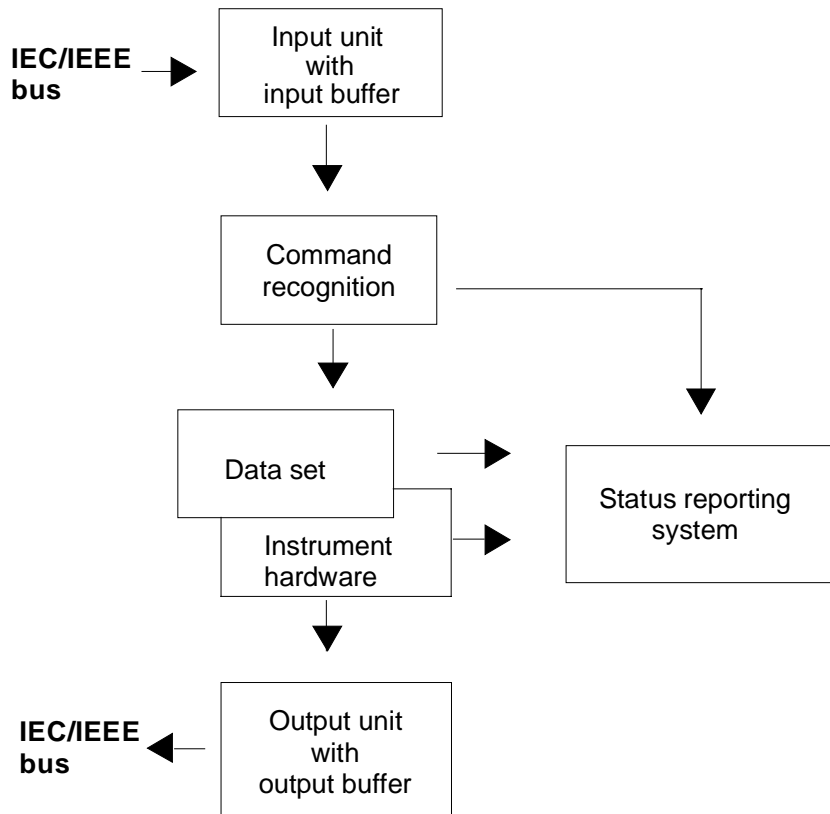 IEC/IEEE
bus
Input unit
with
input buffer
Command
recognition
Data set
Instrument
hardware
Status reporting
system
IEC/IEEE
bus
Output unit
with
output buffer